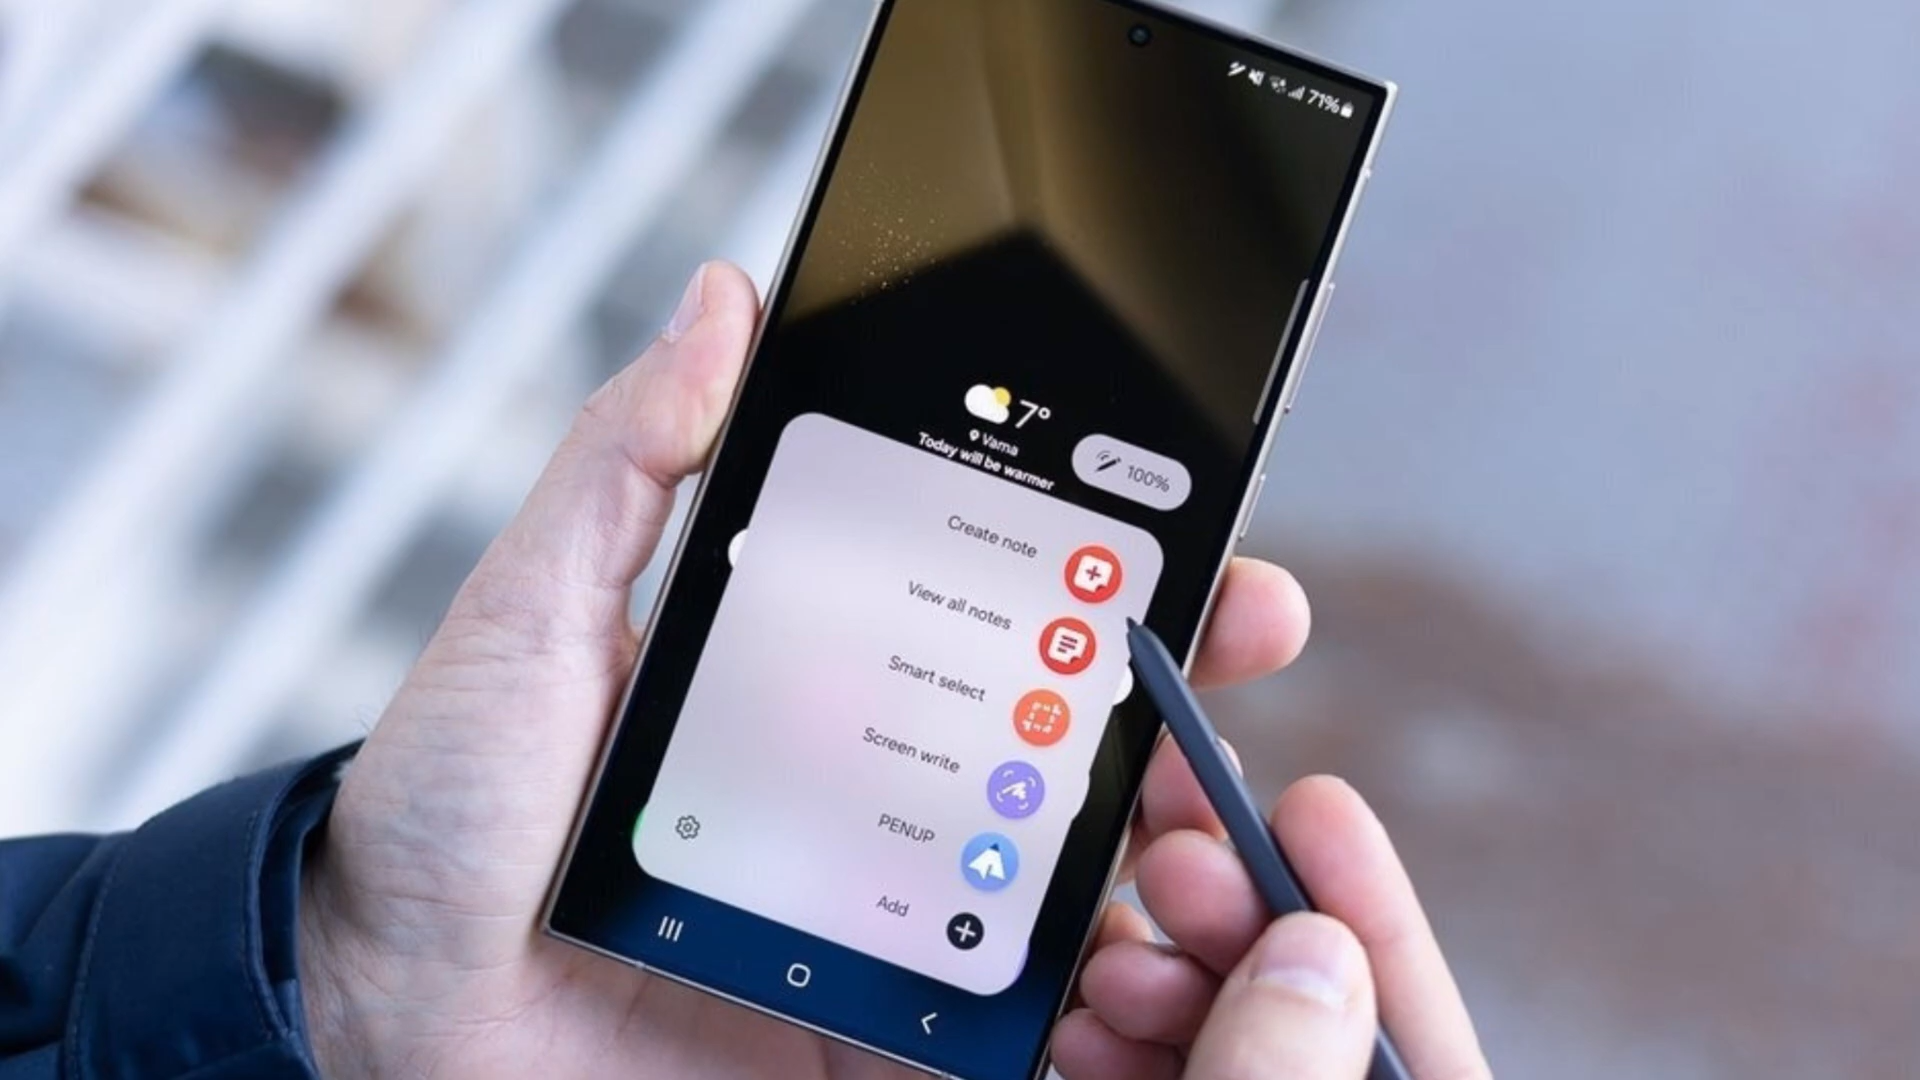 71%
7°
Varna
Today will be warmer
100%
Create note
View all notes
Smart select
Screen write
PENUP
Add